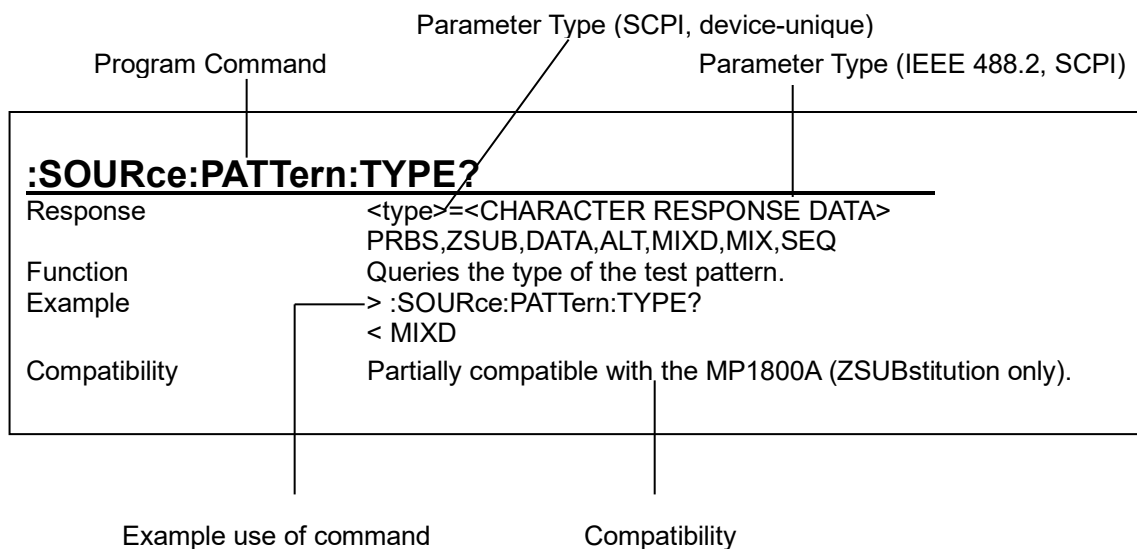 Parameter Type (SCPI, device-unique)
Program Command
Parameter Type (IEEE 488.2, SCPI)
:SOURce:PATTern:TYPE?
Response <type>=<CHARACTER RESPONSE DATA>
PRBS,ZSUB,DATA,ALT,MIXD,MIX,SEQ
Function Queries the type of the test pattern.
Example > :SOURce:PATTern:TYPE?
< MIXD
Compatibility Partially compatible with the MP1800A (ZSUBstitution only).
Example use of command Compatibility